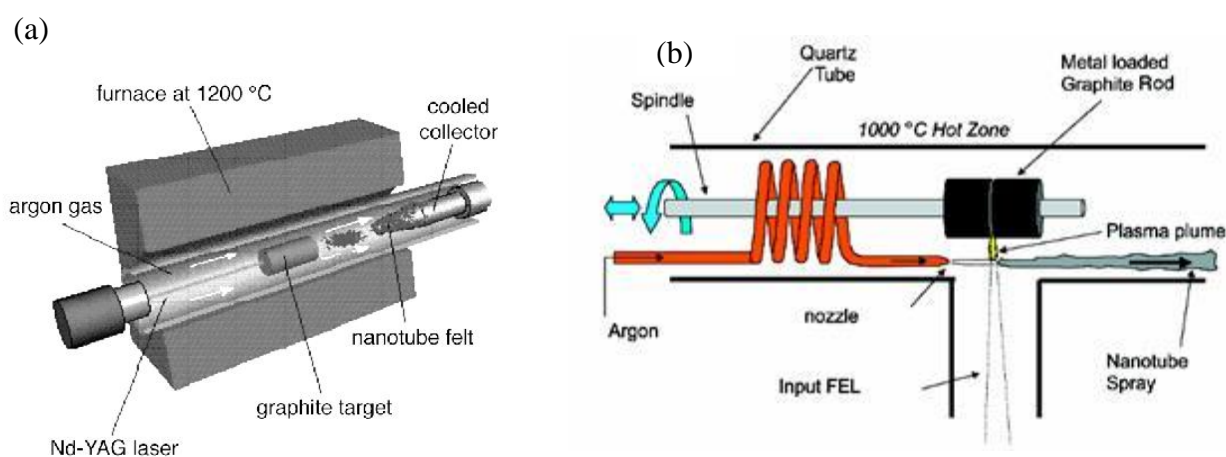 (a)
furnace at 1200 °C
cooled
collector
argon gas
nanotube felt
graphite target
Nd-YAG laser
(b)
Quartz
Tube
Metal loaded
Graphite Rod
Spindle
1000 °C Hot Zone
Plasma plume
Argon
nozzle
Input FEL
Nanotube
Spray